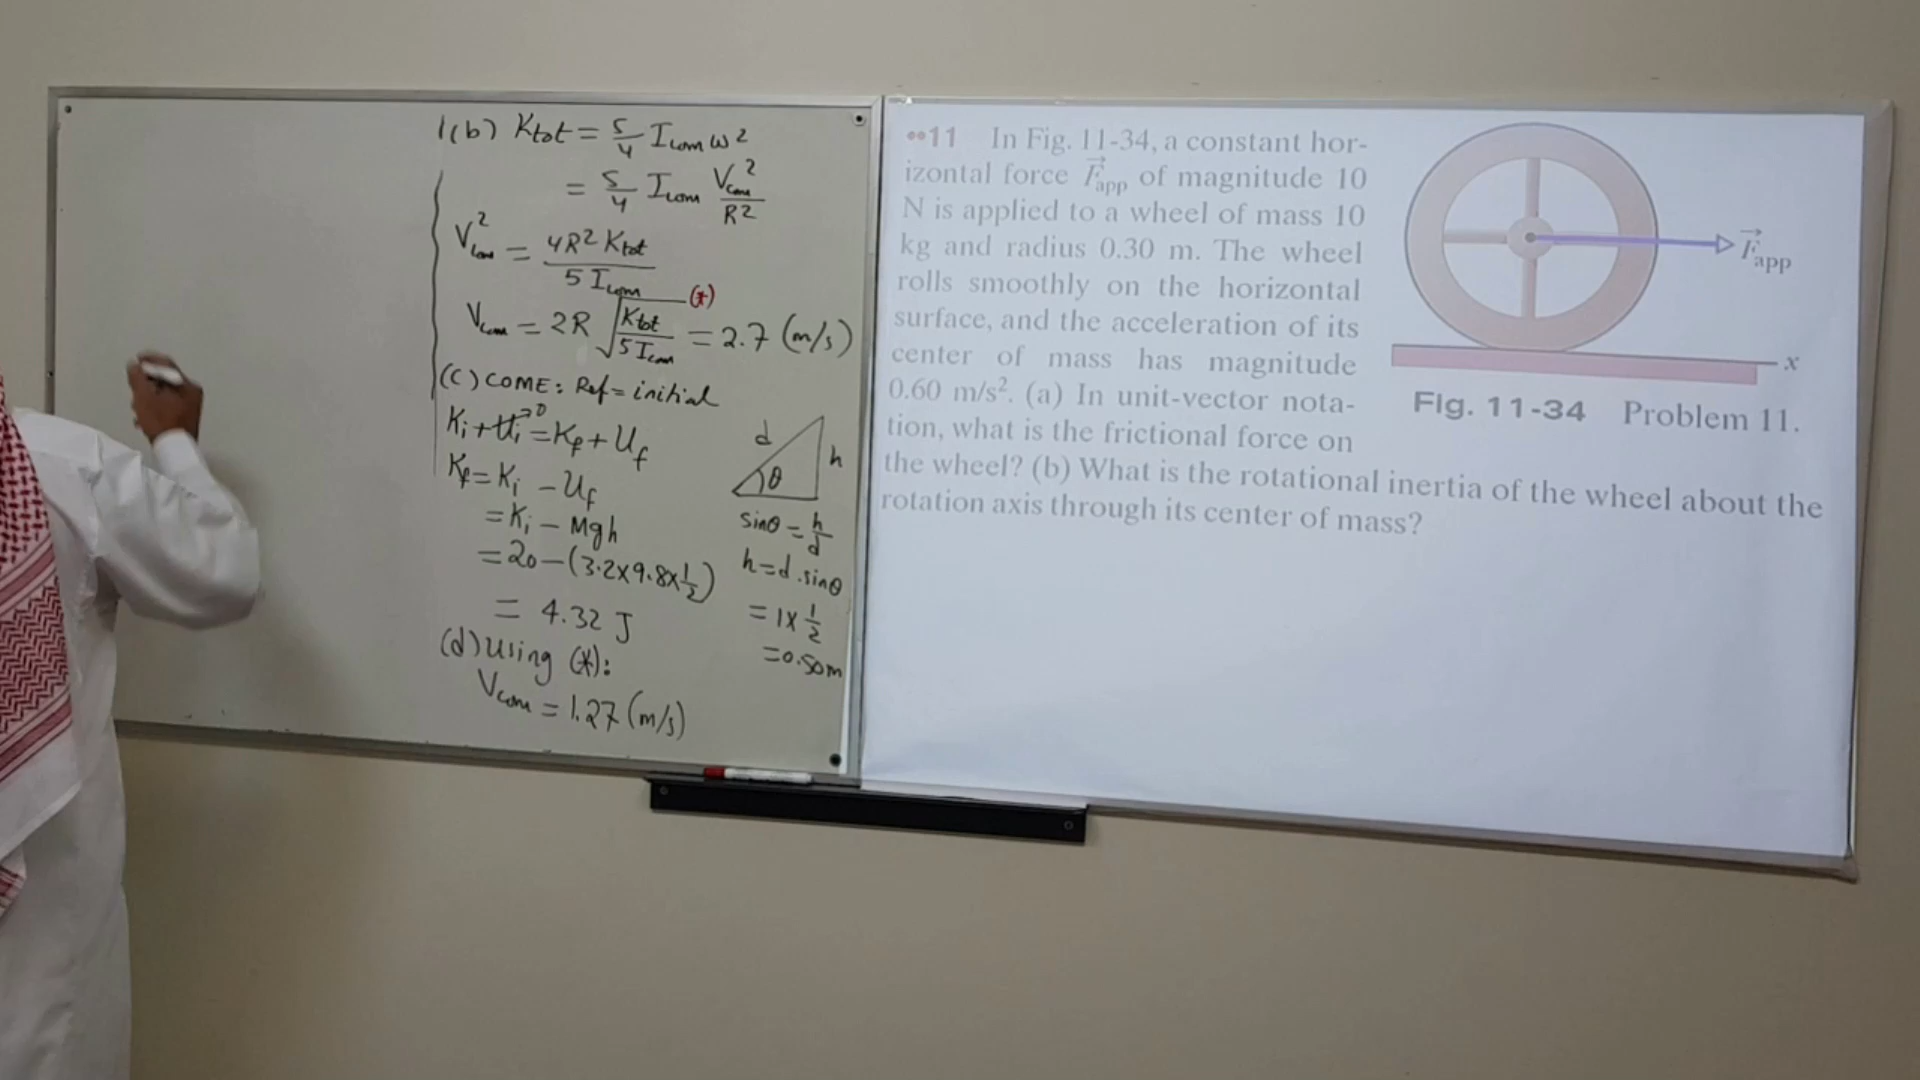 1(b) Ktot = 5/4 Icom ω²
= 5/4 Icom Vcom²/R²
Vcom² = 4R² Ktot / 5 Icom
Vcom = 2R √(Ktot / 5 Icom) (*) = 2.7 (m/s)
(C) COME: Ref = initial
Ki + Ui→0 = Kf + Uf
Kf = Ki - Uf
= Ki - Mgh
= 20 - (3.2x9.8x1/2)
= 4.32 J
(d) Using (*):
Vcom = 1.27 (m/s)
d
h
θ
sinθ = h/d
h = d . sinθ
= 1x 1/2
= 0.50m
••11 In Fig. 11-34, a constant hor-
izontal force F⃗app of magnitude 10
N is applied to a wheel of mass 10
kg and radius 0.30 m. The wheel
rolls smoothly on the horizontal
surface, and the acceleration of its
center of mass has magnitude
0.60 m/s². (a) In unit-vector nota-
tion, what is the frictional force on
the wheel? (b) What is the rotational inertia of the wheel about the
rotation axis through its center of mass?
F⃗app
x
Fig. 11-34 Problem 11.